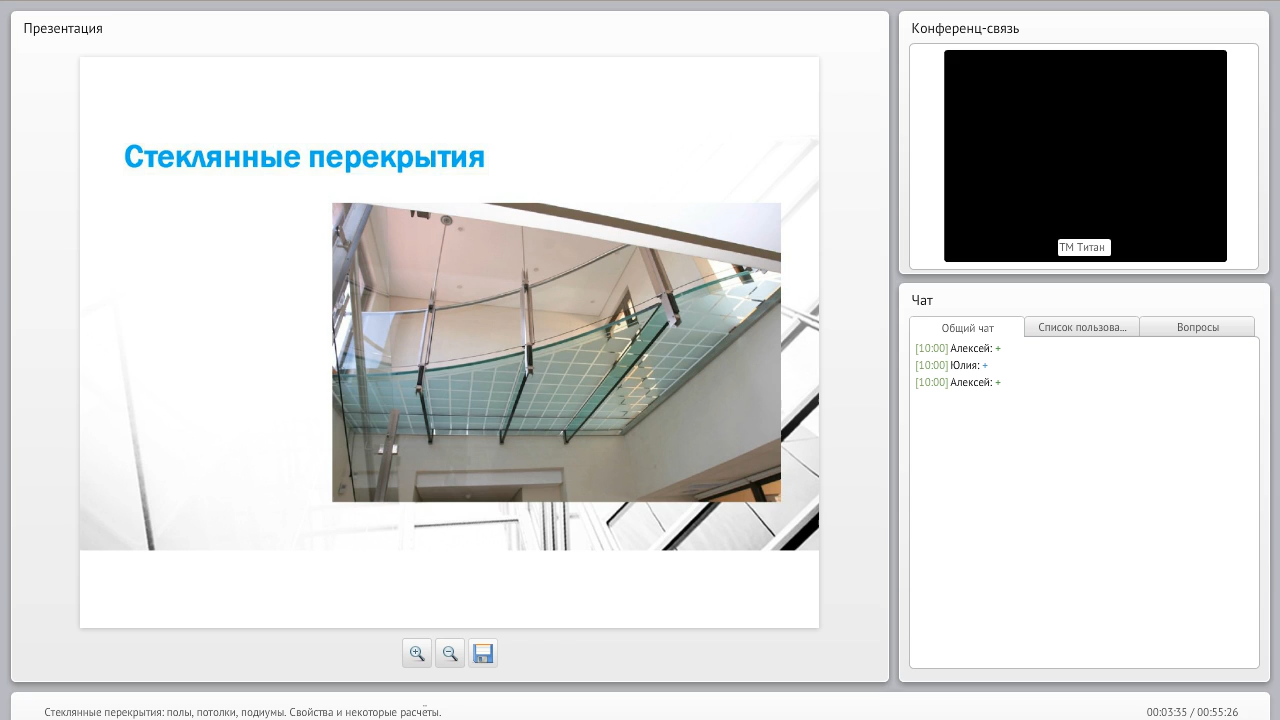 Презентация
Стеклянные перекрытия
Конференц-связь
ТМ Титан
Чат
Общий чат
Список пользова...
Вопросы
[10:00] Алексей: +
[10:00] Юлия: +
[10:00] Алексей: +
Стеклянные перекрытия: полы, потолки, подиумы. Свойства и некоторые расчёты.
00:03:35 / 00:55:26